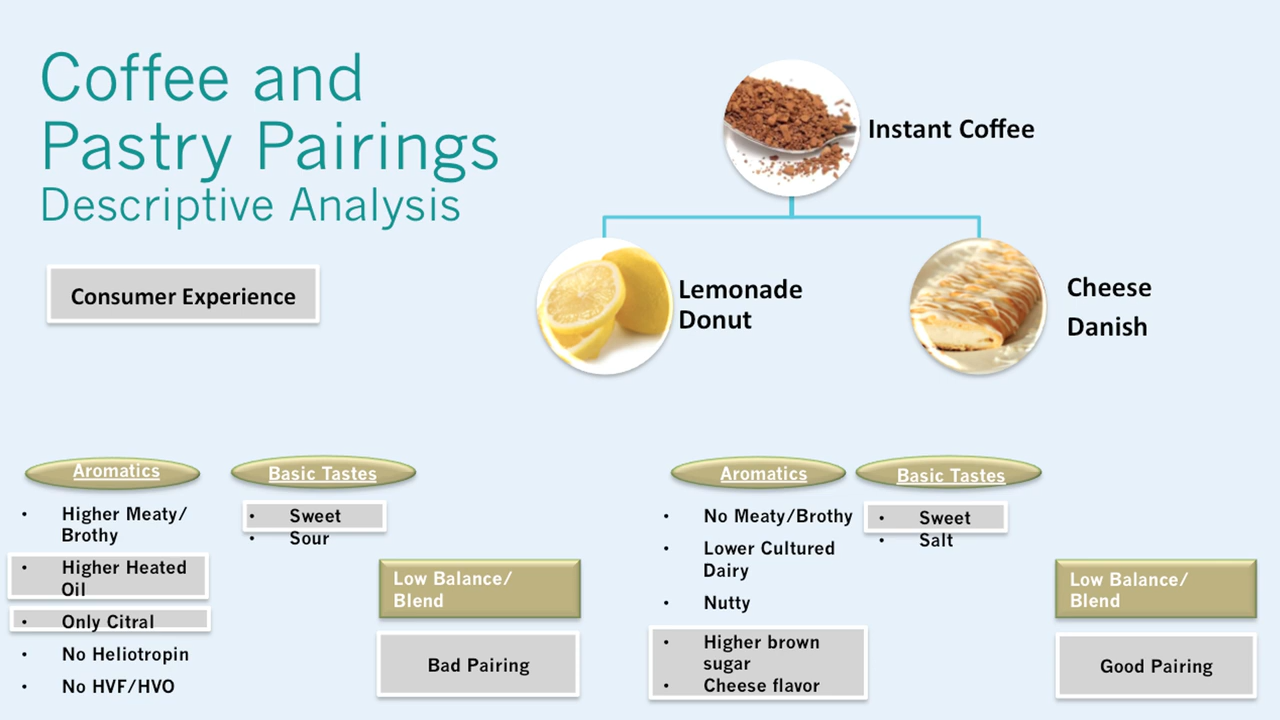 Coffee and
Pastry Pairings
Descriptive Analysis
Consumer Experience
Instant Coffee
Lemonade
Donut
Cheese
Danish
Aromatics
• Higher Meaty/
Brothy
• Higher Heated
Oil
• Only Citral
• No Heliotropin
• No HVF/HVO
Basic Tastes
• Sweet
• Sour
Low Balance/
Blend
Bad Pairing
Aromatics
• No Meaty/Brothy
• Lower Cultured
Dairy
• Nutty
• Higher brown
sugar
• Cheese flavor
Basic Tastes
• Sweet
• Salt
Low Balance/
Blend
Good Pairing